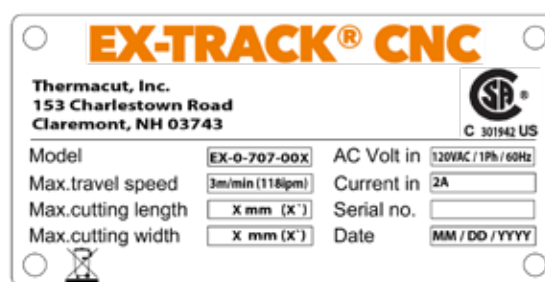 EX-TRACK® CNC
Thermacut, Inc.
153 Charlestown Road
Claremont, NH 03743
SA ®
C 301942 US
Model EX-0-707-00X AC Volt in 120VAC / 1Ph / 60Hz
Max.travel speed 3m/min (118ipm) Current in 2A
Max.cutting length X mm (X`) Serial no.
Max.cutting width X mm (X`) Date MM / DD / YYYY